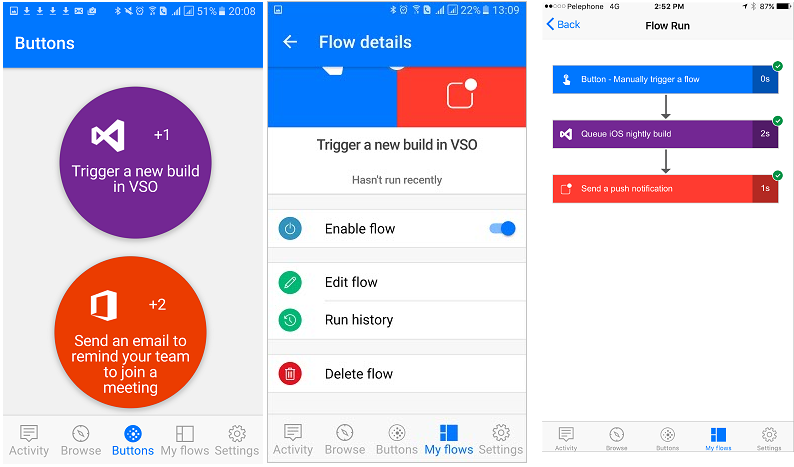 51% 20:08
Buttons
+1
Trigger a new build
in VSO
+2
Send an email to
remind your team
to join a
meeting
Activity Browse Buttons My flows Settings
22% 13:09
Flow details
Trigger a new build in VSO
Hasn't run recently
Enable flow
Edit flow
Run history
Delete flow
Activity Browse Buttons My flows Settings
Pelephone 4G 2:52 PM 87%
Back Flow Run
Button - Manually trigger a flow 0s
Queue iOS nightly build 2s
Send a push notification 1s
Activity Browse Buttons My flows Settings